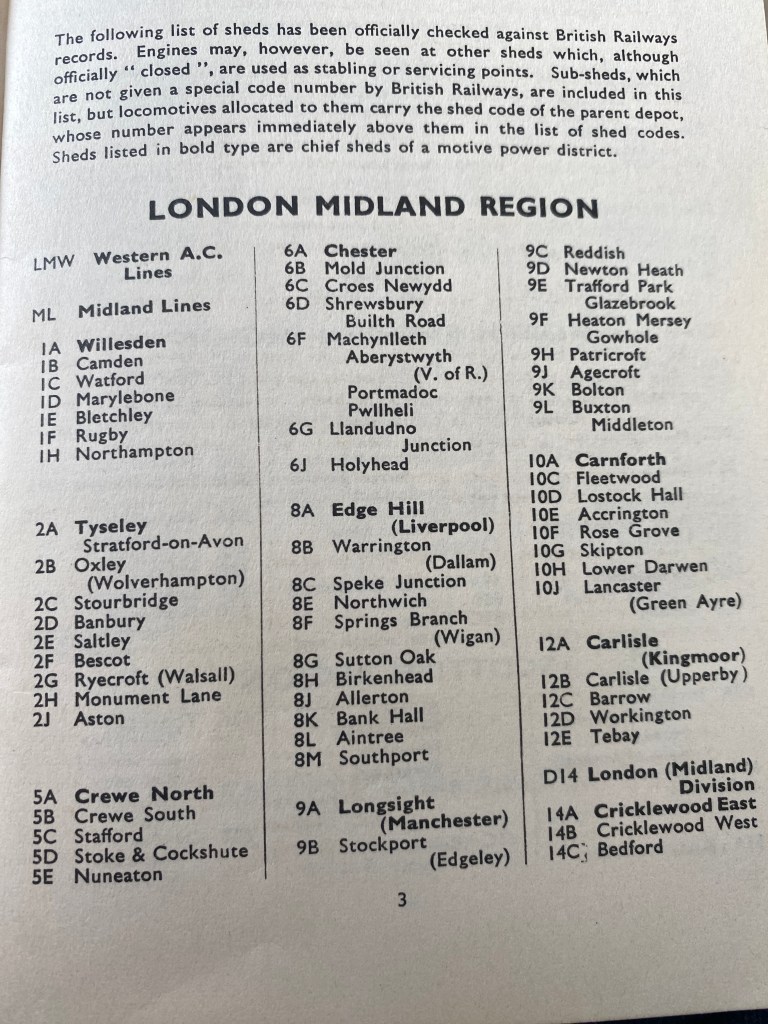 The following list of sheds has been officially checked against British Railways
records. Engines may, however, be seen at other sheds which, although
officially “ closed ”, are used as stabling or servicing points. Sub-sheds, which
are not given a special code number by British Railways, are included in this
list, but locomotives allocated to them carry the shed code of the parent depot,
whose number appears immediately above them in the list of shed codes.
Sheds listed in bold type are chief sheds of a motive power district.
LONDON MIDLAND REGION
LMW Western A.C.
Lines
ML Midland Lines
1A Willesden
1B Camden
1C Watford
1D Marylebone
1E Bletchley
1F Rugby
1H Northampton
2A Tyseley
Stratford-on-Avon
2B Oxley
(Wolverhampton)
2C Stourbridge
2D Banbury
2E Saltley
2F Bescot
2G Ryecroft (Walsall)
2H Monument Lane
2J Aston
5A Crewe North
5B Crewe South
5C Stafford
5D Stoke & Cockshute
5E Nuneaton
6A Chester
6B Mold Junction
6C Croes Newydd
6D Shrewsbury
Builth Road
6F Machynlleth
Aberystwyth
(V. of R.)
Portmadoc
Pwllheli
6G Llandudno
Junction
6J Holyhead
8A Edge Hill
(Liverpool)
8B Warrington
(Dallam)
8C Speke Junction
8E Northwich
8F Springs Branch
(Wigan)
8G Sutton Oak
8H Birkenhead
8J Allerton
8K Bank Hall
8L Aintree
8M Southport
9A Longsight
(Manchester)
9B Stockport
(Edgeley)
9C Reddish
9D Newton Heath
9E Trafford Park
Glazebrook
9F Heaton Mersey
Gowhole
9H Patricroft
9J Agecroft
9K Bolton
9L Buxton
Middleton
10A Carnforth
10C Fleetwood
10D Lostock Hall
10E Accrington
10F Rose Grove
10G Skipton
10H Lower Darwen
10J Lancaster
(Green Ayre)
12A Carlisle
(Kingmoor)
12B Carlisle (Upperby)
12C Barrow
12D Workington
12E Tebay
D14 London (Midland)
Division
14A Cricklewood East
14B Cricklewood West
14C Bedford
3